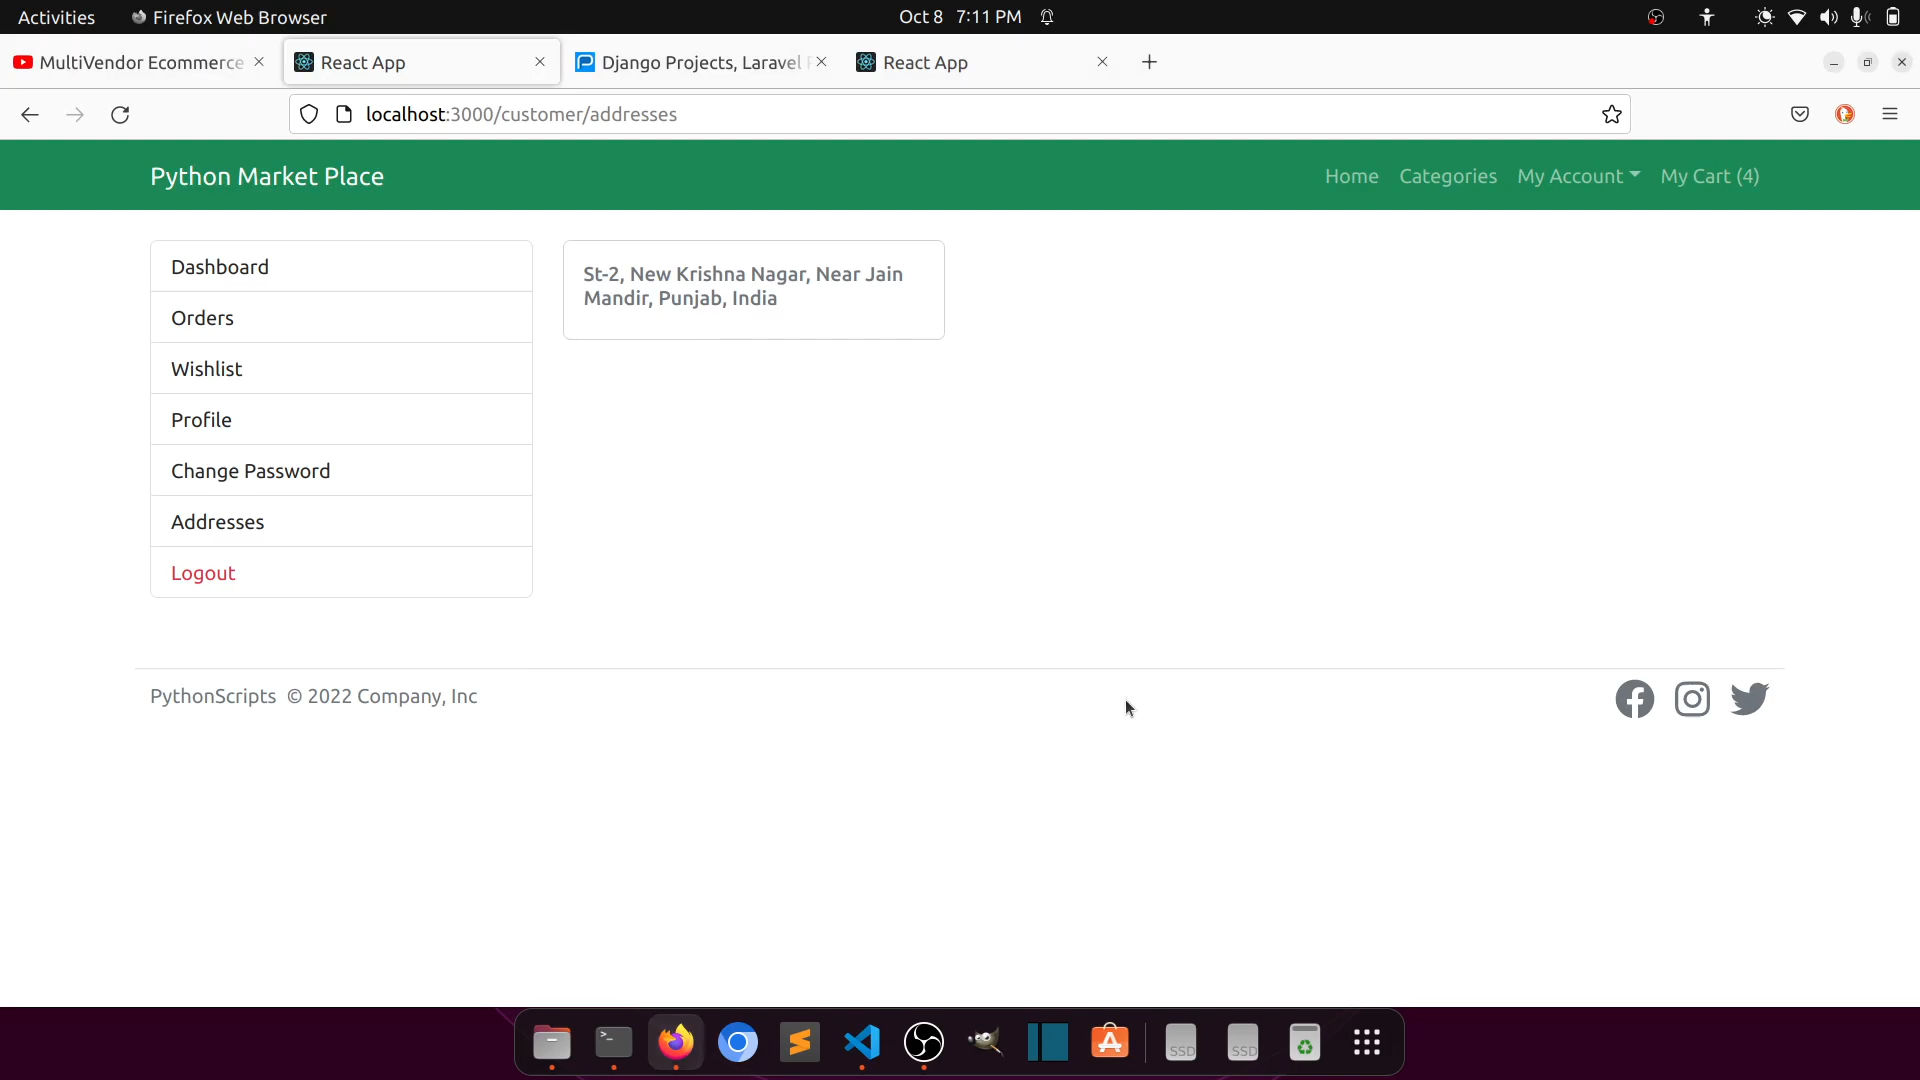 Activities
Firefox Web Browser
Oct 8 7:11 PM
MultiVendor Ecommerce
React App
Django Projects, Laravel
React App
localhost:3000/customer/addresses
Python Market Place
Home
Categories
My Account
My Cart (4)
Dashboard
Orders
Wishlist
Profile
Change Password
Addresses
Logout
St-2, New Krishna Nagar, Near Jain
Mandir, Punjab, India
PythonScripts © 2022 Company, Inc
>_
SSD
SSD